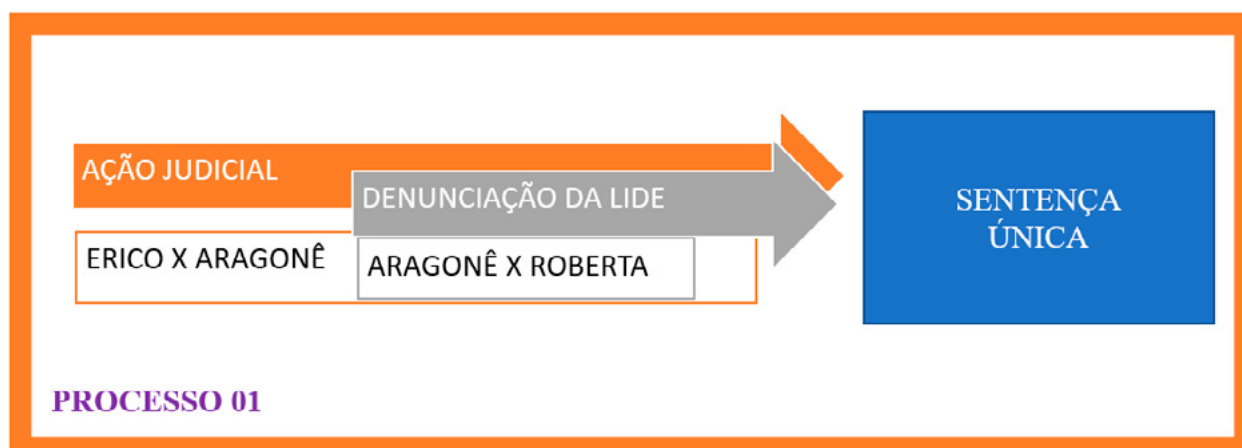 AÇÃO JUDICIAL
DENUNCIAÇÃO DA LIDE
ERICO X ARAGONÊ
ARAGONÊ X ROBERTA
SENTENÇA
ÚNICA
PROCESSO 01